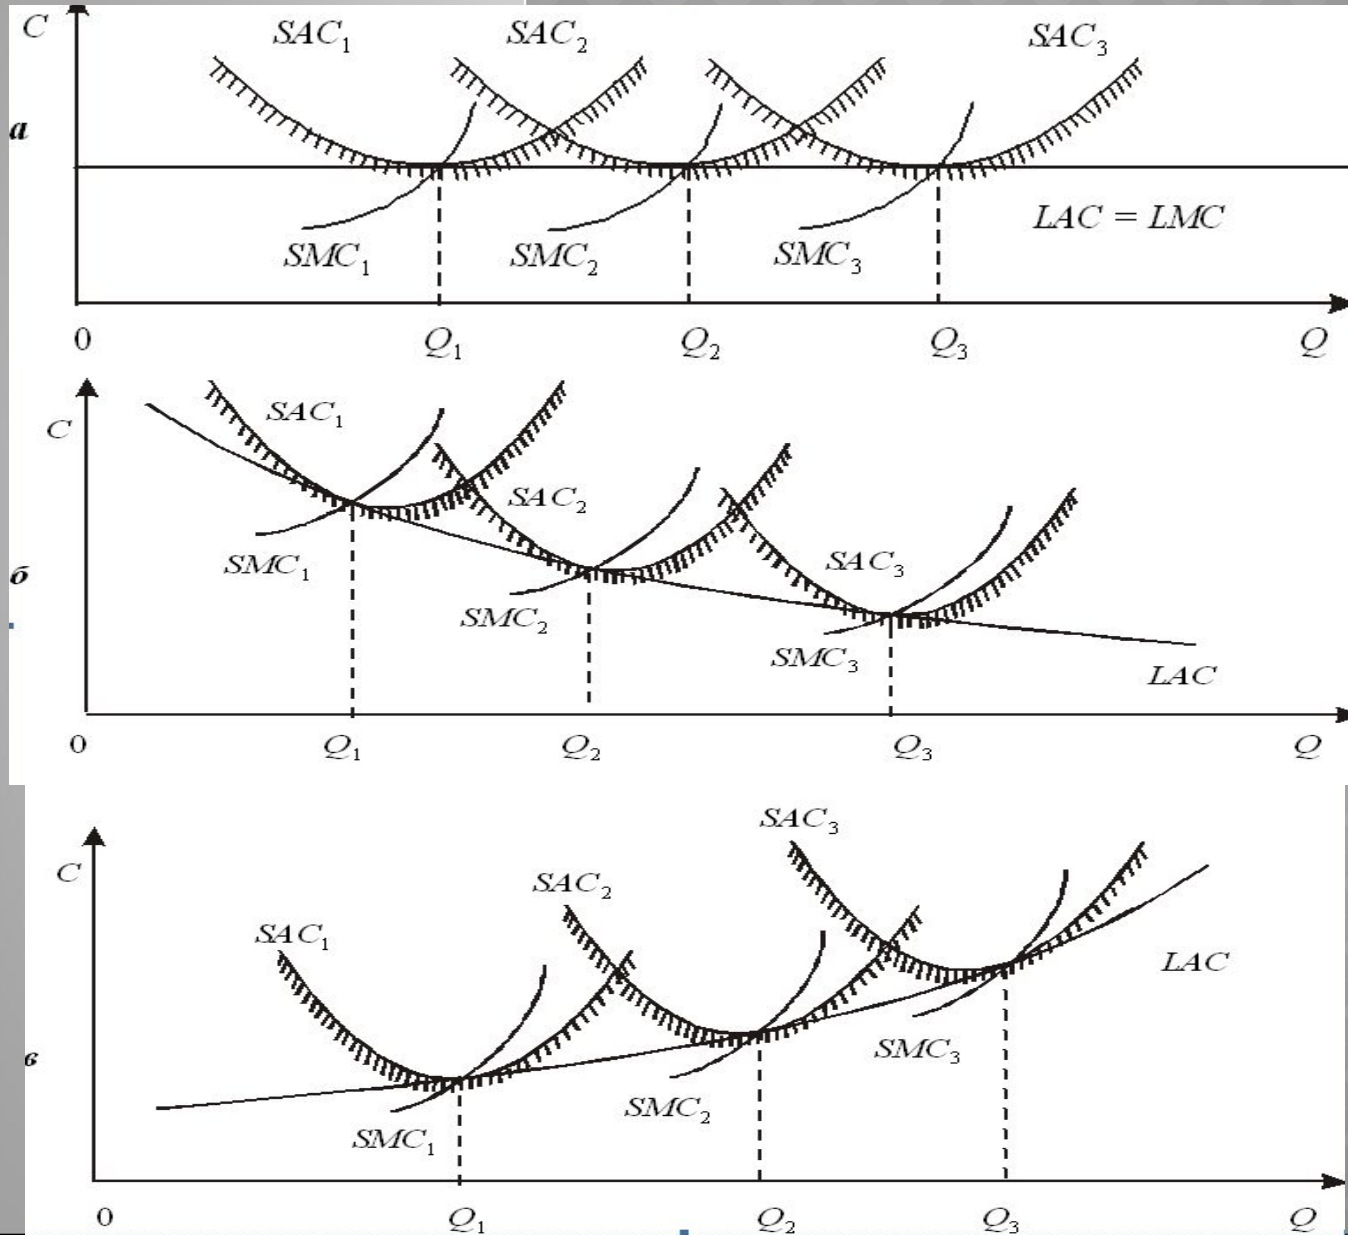 C SAC₁ SAC₂ SAC₃
а
LAC = LMC
SMC₁ SMC₂ SMC₃
0 Q₁ Q₂ Q₃ Q
C SAC₁
SAC₂
SMC₁ SAC₃
б
SMC₂
SMC₃ LAC
0 Q₁ Q₂ Q₃ Q
SAC₃
C SAC₂
SAC₁
LAC
в SMC₃
SMC₂
SMC₁
0 Q₁ Q₂ Q₃ Q